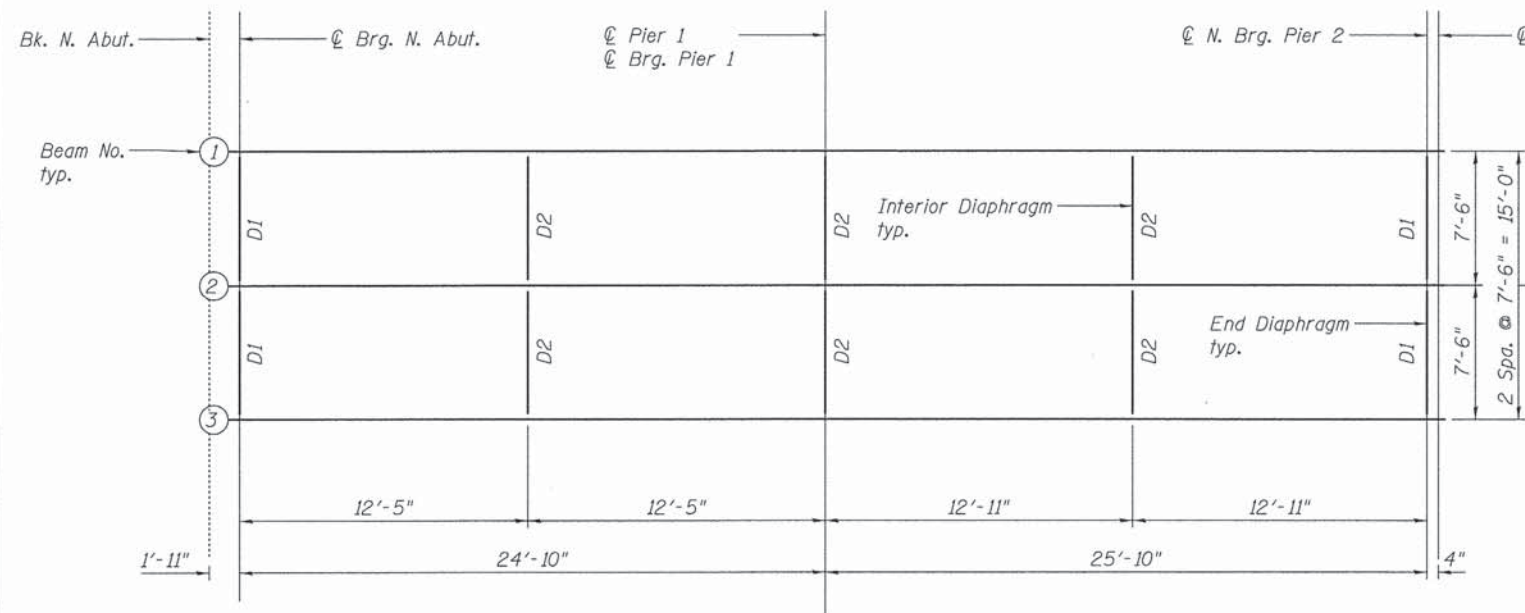 Bk. N. Abut.
℄ Brg. N. Abut.
℄ Pier 1
℄ Brg. Pier 1
℄ N. Brg. Pier 2
℄
Beam No.
typ.
1
D1
D2
Interior Diaphragm
typ.
D2
D2
D1
7'-6"
2 Spa. @ 7'-6" = 15'-0"
2
D1
D2
D2
D2
End Diaphragm
typ.
D1
7'-6"
3
12'-5"
12'-5"
12'-11"
12'-11"
1'-11"
24'-10"
25'-10"
4"